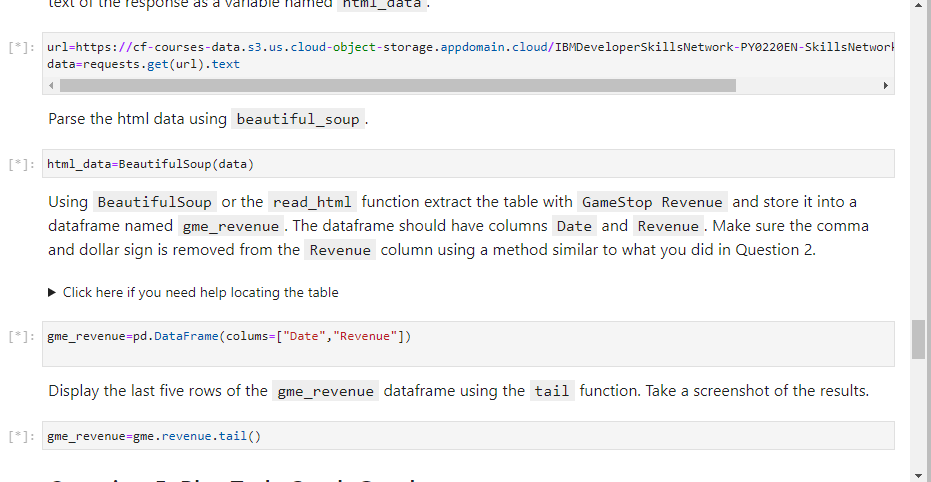 text of the response as a variable named html_data.
[*]: url=https://cf-courses-data.s3.us.cloud-object-storage.appdomain.cloud/IBMDeveloperSkillsNetwork-PY0220EN-SkillsNetwork
data=requests.get(url).text
Parse the html data using beautiful_soup.
[*]: html_data=BeautifulSoup(data)
Using BeautifulSoup or the read_html function extract the table with GameStop Revenue and store it into a
dataframe named gme_revenue. The dataframe should have columns Date and Revenue. Make sure the comma
and dollar sign is removed from the Revenue column using a method similar to what you did in Question 2.
Click here if you need help locating the table
[*]: gme_revenue=pd.DataFrame(colums=["Date","Revenue"])
Display the last five rows of the gme_revenue dataframe using the tail function. Take a screenshot of the results.
[*]: gme_revenue=gme.revenue.tail()